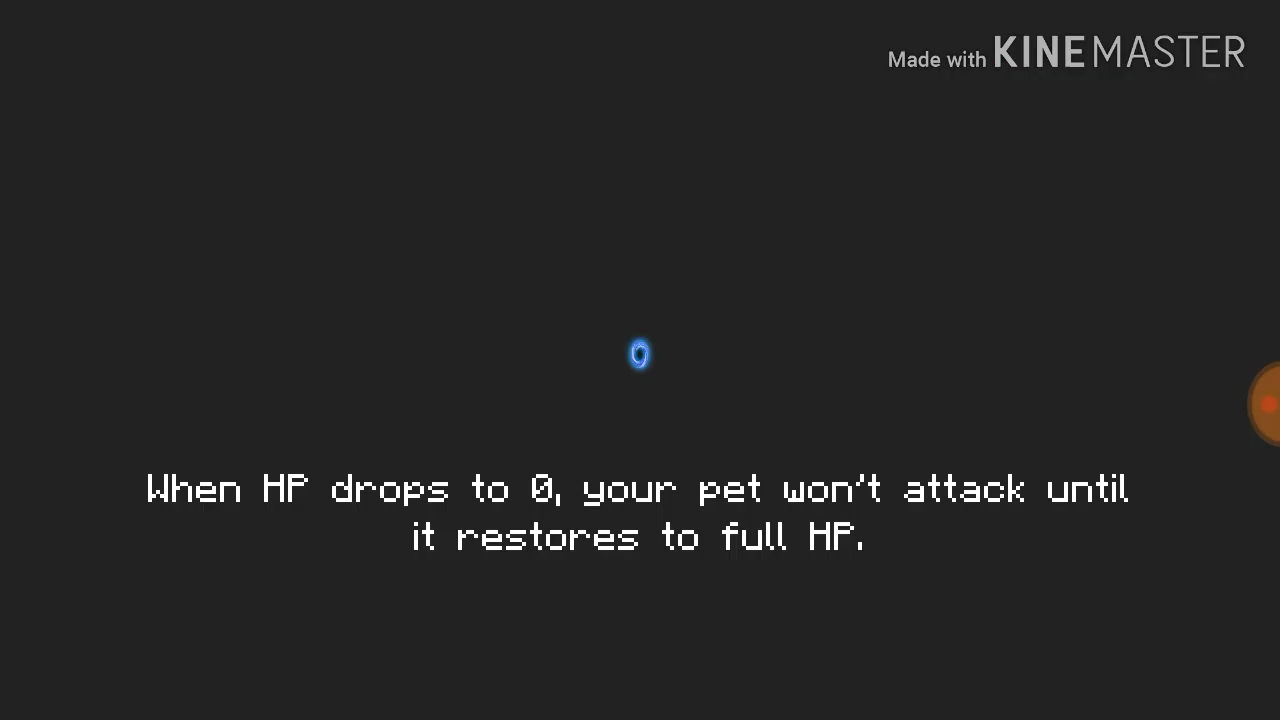 Made with KINEMASTER
When HP drops to 0, your pet won't attack until
it restores to full HP.